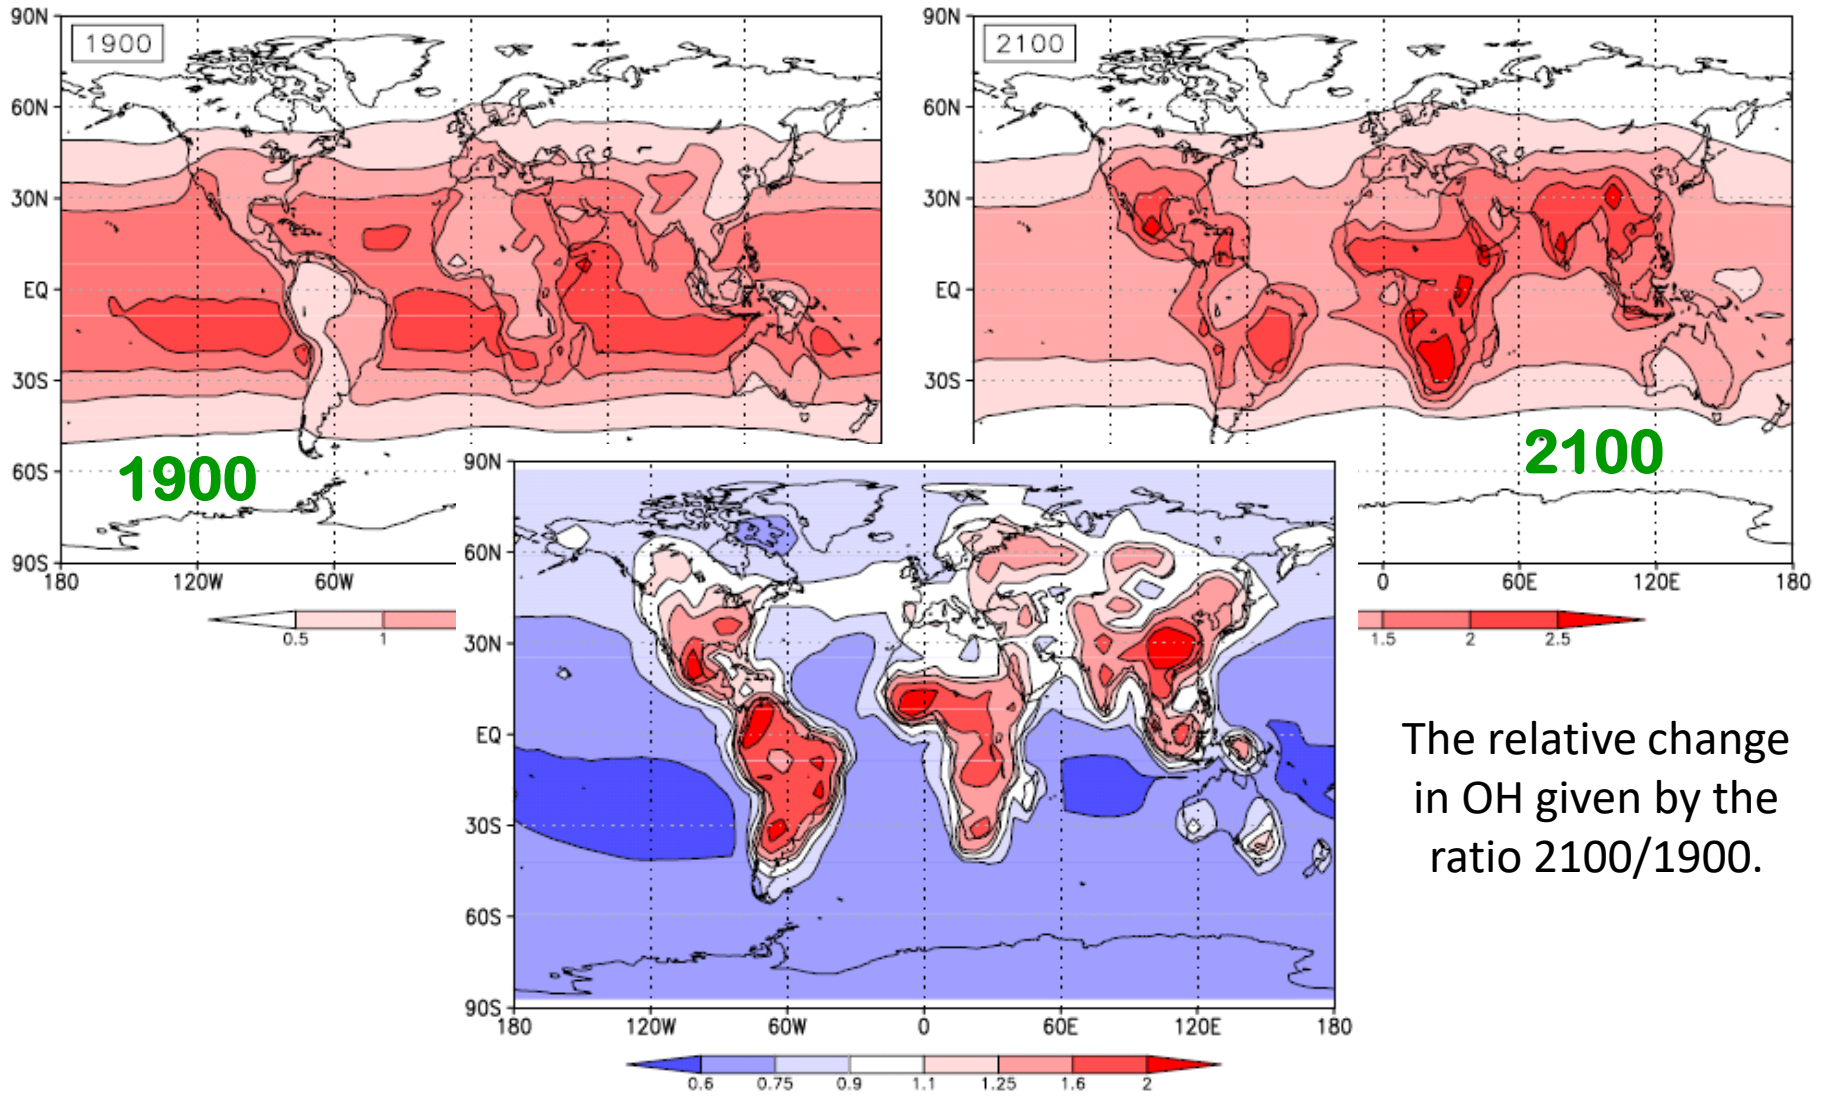 90N
1900
60N
30N
EQ
30S
60S
1900
90S
180 120W 60W
0.5 1
90N
2100
60N
30N
EQ
30S
2100
0 60E 120E 180
1.5 2 2.5
90N
60N
30N
EQ
30S
60S
90S
180 120W 60W 0 60E 120E 180
0.6 0.75 0.9 1.1 1.25 1.6 2
The relative change
in OH given by the
ratio 2100/1900.